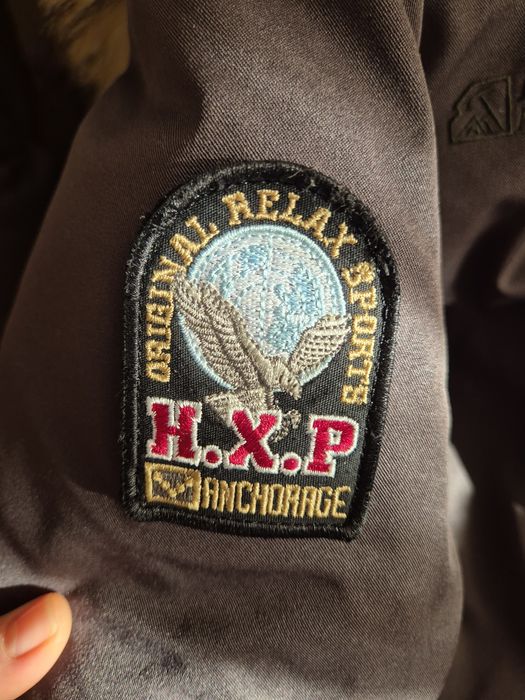 ORIGINAL RELAX SPORTS
H.X.P
ANCHORAGE